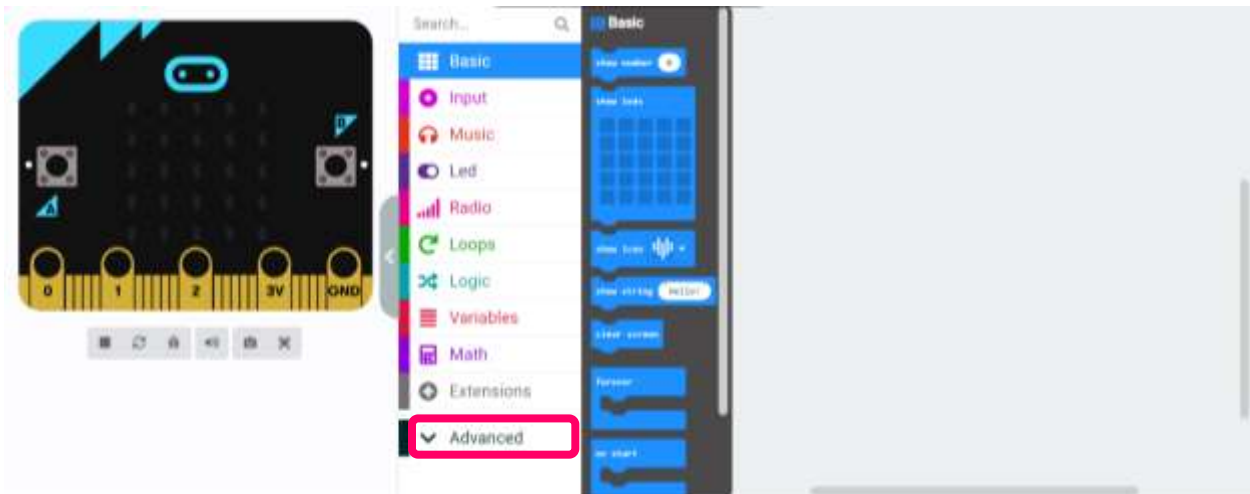 B
A
0 1 2 3V GND
Search...
Basic
Input
Music
Led
Radio
Loops
Logic
Variables
Math
Extensions
Advanced
Basic
show number 0
show leds
show icon
show string Hello!
clear screen
forever
on start